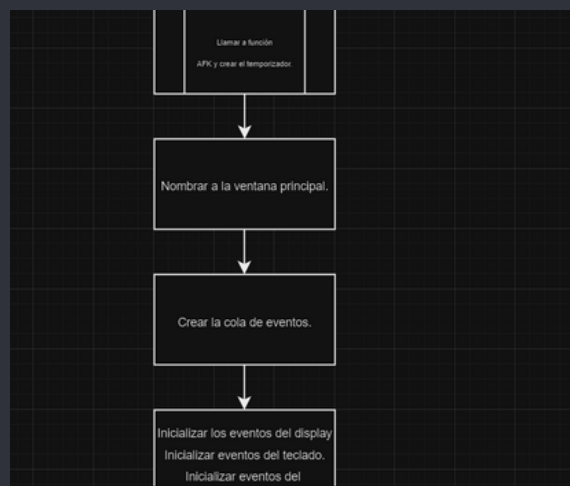 Llamar a función
AFK y crear el temporizador.
Nombrar a la ventana principal.
Crear la cola de eventos.
Inicializar los eventos del display
Inicializar eventos del teclado.
Inicializar eventos del